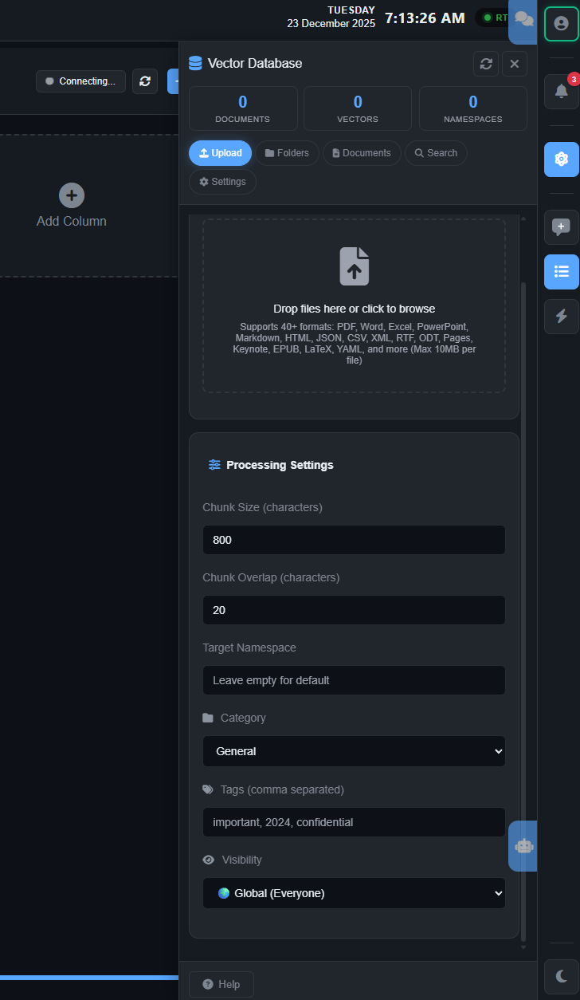 TUESDAY
23 December 2025
7:13:26 AM
RT
3
Connecting...
Add Column
Vector Database
0
DOCUMENTS
0
VECTORS
0
NAMESPACES
Upload
Folders
Documents
Search
Settings
Drop files here or click to browse
Supports 40+ formats: PDF, Word, Excel, PowerPoint,
Markdown, HTML, JSON, CSV, XML, RTF, ODT, Pages,
Keynote, EPUB, LaTeX, YAML, and more (Max 10MB per
file)
Processing Settings
Chunk Size (characters)
800
Chunk Overlap (characters)
20
Target Namespace
Leave empty for default
Category
General
Tags (comma separated)
important, 2024, confidential
Visibility
Global (Everyone)
Help